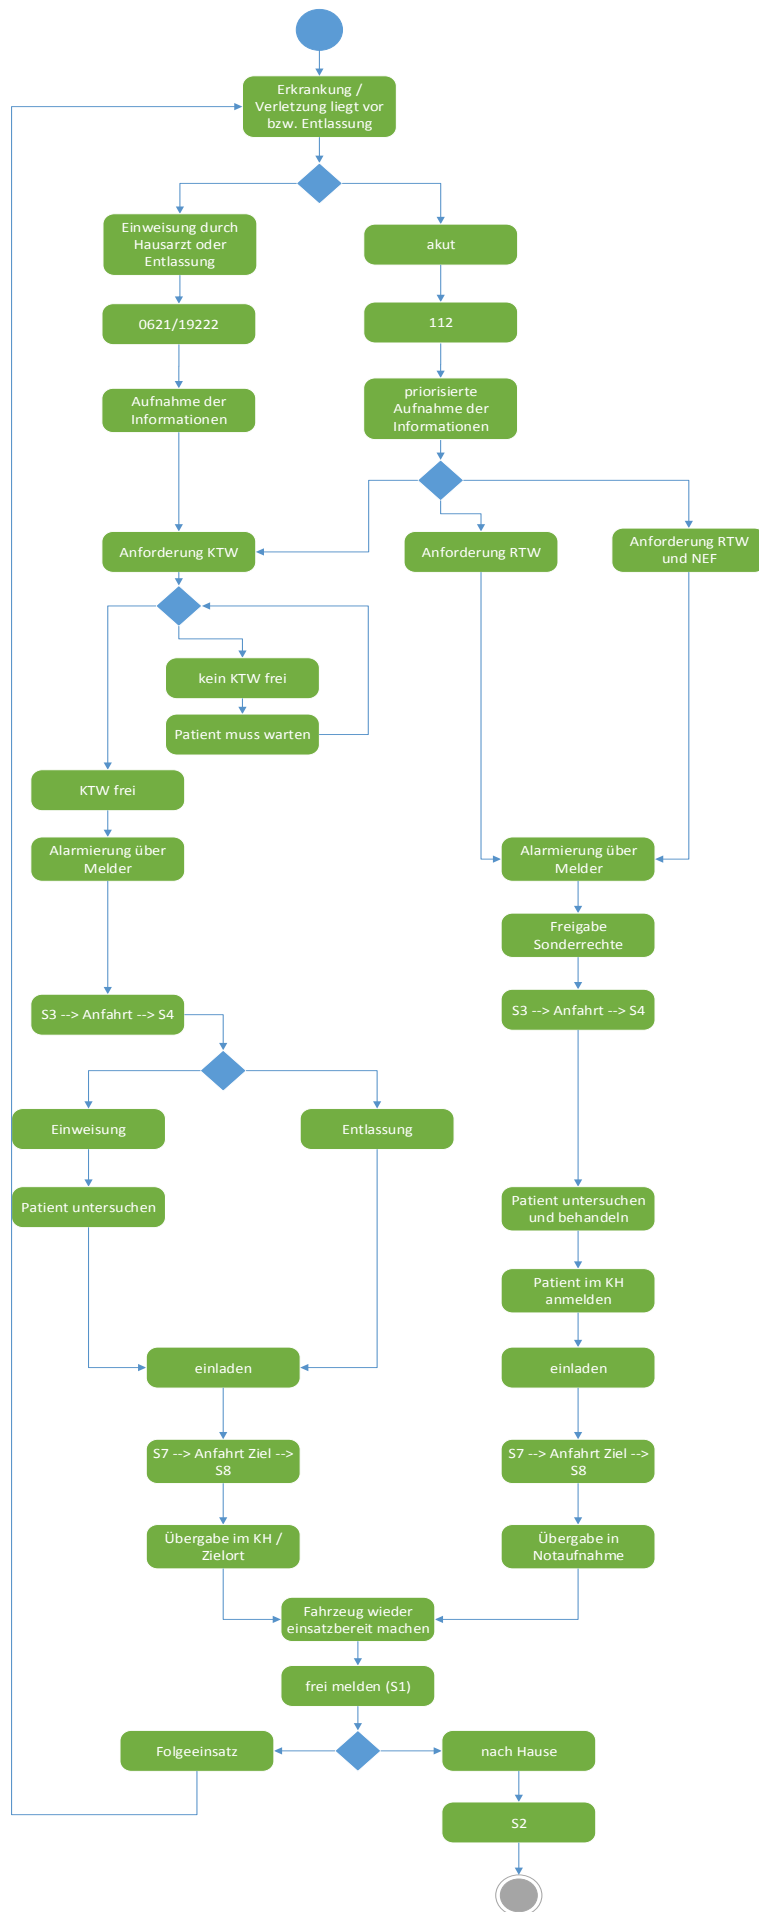 Erkrankung /
Verletzung liegt vor
bzw. Entlassung
Einweisung durch
Hausarzt oder
Entlassung
akut
0621/19222
112
Aufnahme der
Informationen
priorisierte
Aufnahme der
Informationen
Anforderung KTW
Anforderung RTW
Anforderung RTW
und NEF
kein KTW frei
Patient muss warten
KTW frei
Alarmierung über
Melder
Alarmierung über
Melder
Freigabe
Sonderrechte
S3 --> Anfahrt --> S4
S3 --> Anfahrt --> S4
Einweisung
Entlassung
Patient untersuchen
Patient untersuchen
und behandeln
Patient im KH
anmelden
einladen
einladen
S7 --> Anfahrt Ziel -->
S8
S7 --> Anfahrt Ziel -->
S8
Übergabe im KH /
Zielort
Übergabe in
Notaufnahme
Fahrzeug wieder
einsatzbereit machen
frei melden (S1)
Folgeeinsatz
nach Hause
S2